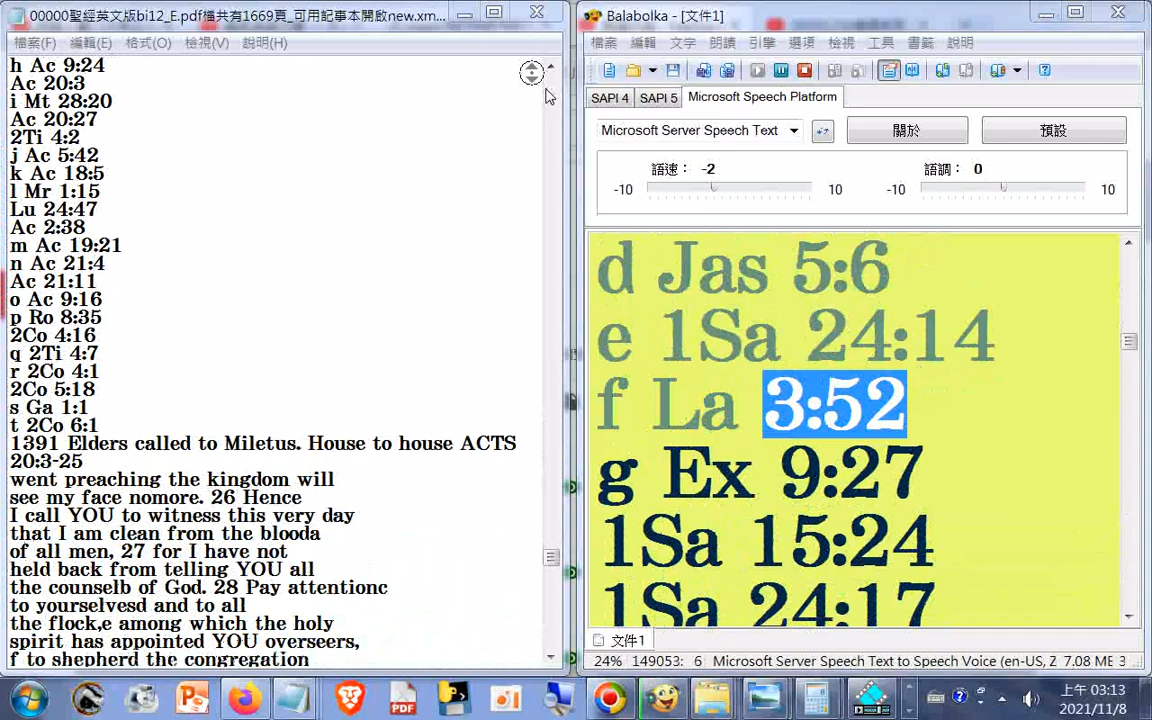 00000聖經英文版bi12_E.pdf檔共有1669頁_可用記事本開啟new.xm...
檔案(F) 編輯(E) 格式(O) 檢視(V) 說明(H)
h Ac 9:24
Ac 20:3
i Mt 28:20
Ac 20:27
2Ti 4:2
j Ac 5:42
k Ac 18:5
l Mr 1:15
Lu 24:47
Ac 2:38
m Ac 19:21
n Ac 21:4
Ac 21:11
o Ac 9:16
p Ro 8:35
2Co 4:16
q 2Ti 4:7
r 2Co 4:1
2Co 5:18
s Ga 1:1
t 2Co 6:1
1391 Elders called to Miletus. House to house ACTS
20:3-25
went preaching the kingdom will
see my face nomore. 26 Hence
I call YOU to witness this very day
that I am clean from the blooda
of all men, 27 for I have not
held back from telling YOU all
the counselb of God. 28 Pay attentionc
to yourselvesd and to all
the flock,e among which the holy
spirit has appointed YOU overseers,
f to shepherd the congregation
Balabolka - [文件1]
檔案 編輯 文字 朗讀 引擎 選項 檢視 工具 書籤 說明
SAPI 4 SAPI 5 Microsoft Speech Platform
Microsoft Server Speech Text 關於 預設
語速： -2 語調： 0
-10 10 -10 10
d Jas 5:6
e 1Sa 24:14
f La 3:52
g Ex 9:27
1Sa 15:24
1Sa 24:17
文件1
24% 149053: 6 Microsoft Server Speech Text to Speech Voice (en-US, Z 7.08 MB 3
PDF
上午 03:13
2021/11/8